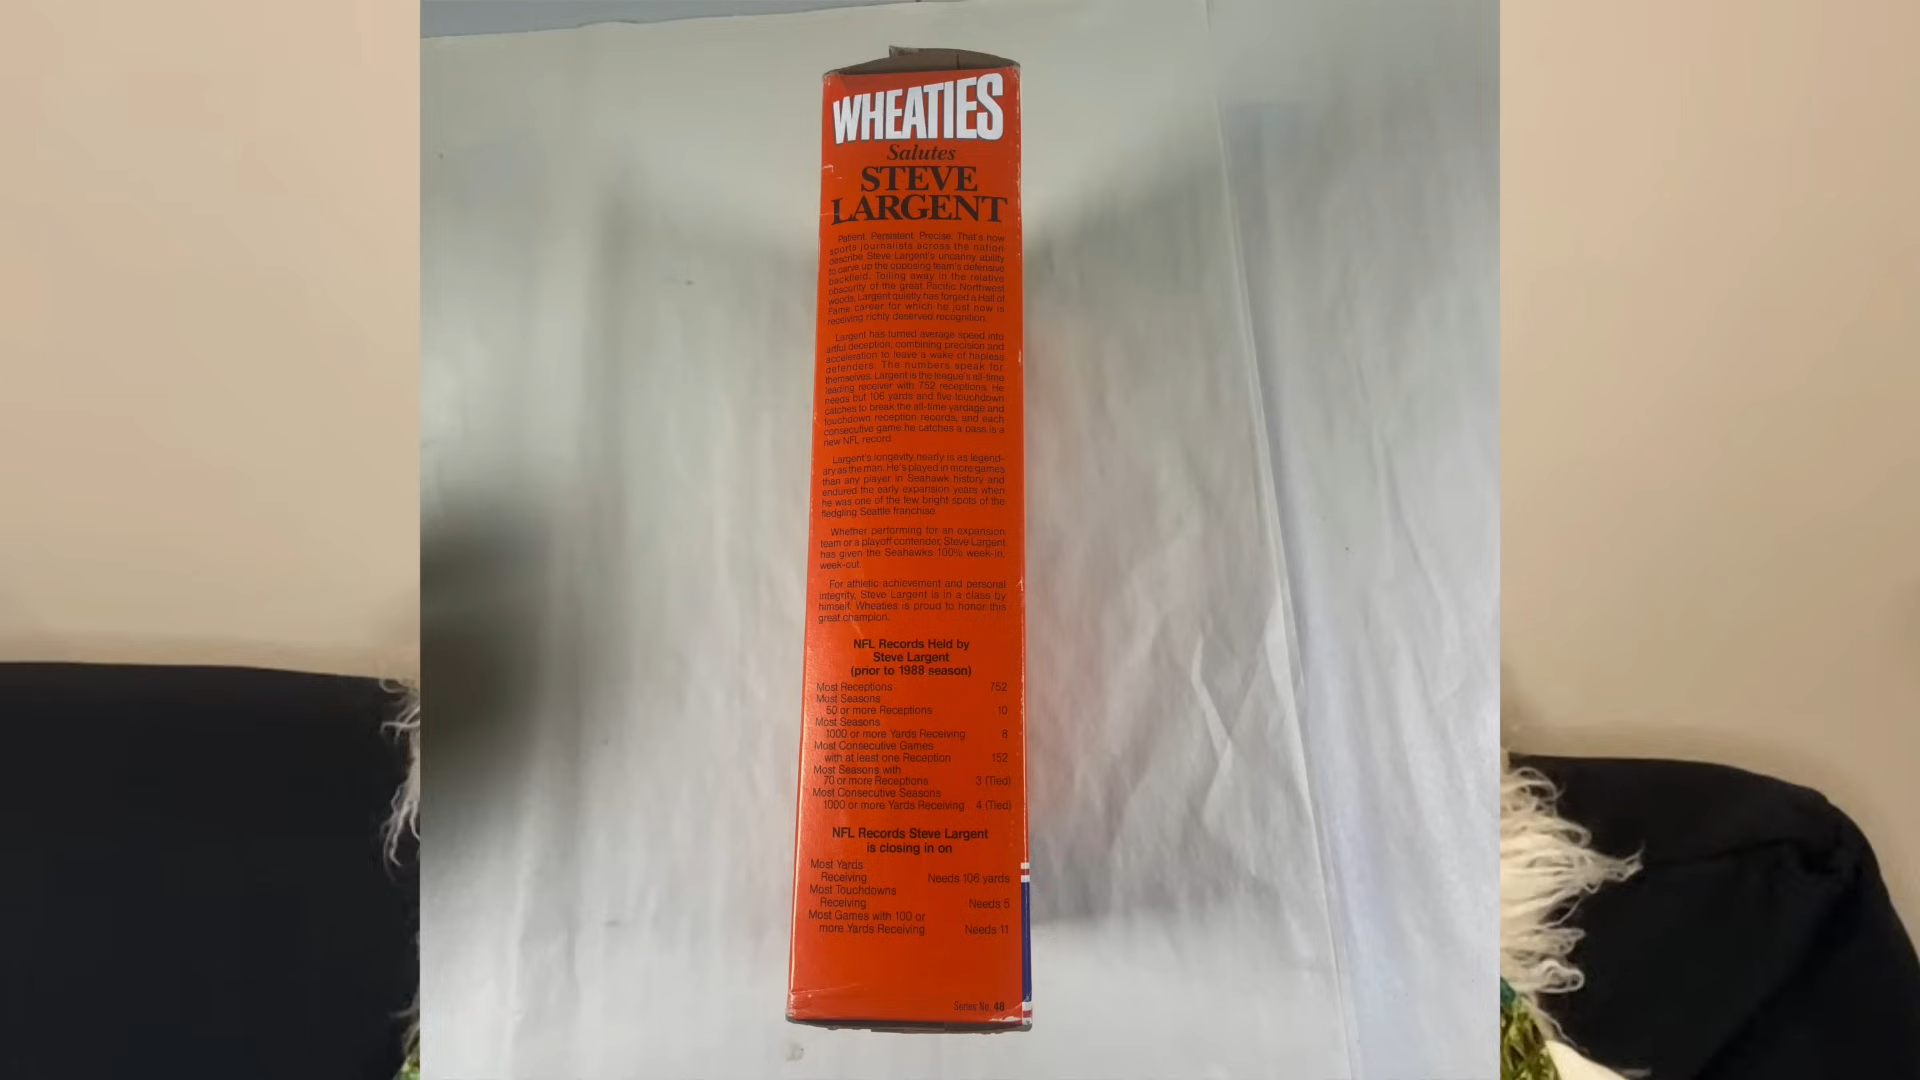 WHEATIES
Salutes
STEVE
LARGENT
Patient. Persistent. Precise. That's how
sports journalists across the nation
describe Steve Largent's uncanny ability
to carve up the opposing team's defensive
backfield. Toiling away in the relative
obscurity of the great Pacific Northwest
woods, Largent quietly has forged a Hall of
Fame career for which he just now is
receiving richly deserved recognition.
Largent has turned average speed into
artful deception, combining precision and
acceleration to leave a wake of hapless
defenders. The numbers speak for
themselves. Largent is the league's all-time
leading receiver with 752 receptions. He
needs but 106 yards and five touchdown
catches to break the all-time yardage and
touchdown reception records, and each
consecutive game he catches a pass is a
new NFL record.
Largent's longevity nearly is as legend-
ary as the man. He's played in more games
than any player in Seahawk history and
endured the early expansion years when
he was one of the few bright spots of the
fledgling Seattle franchise.
Whether performing for an expansion
team or a playoff contender, Steve Largent
has given the Seahawks 100% week-in,
week-out.
For athletic achievement and personal
integrity, Steve Largent is in a class by
himself. Wheaties is proud to honor this
great champion.
NFL Records Held by
Steve Largent
(prior to 1988 season)
Most Receptions 752
Most Seasons
50 or more Receptions 10
Most Seasons
1000 or more Yards Receiving 8
Most Consecutive Games
with at least one Reception 152
Most Seasons with
70 or more Receptions 3 (Tied)
Most Consecutive Seasons
1000 or more Yards Receiving 4 (Tied)
NFL Records Steve Largent
is closing in on
Most Yards
Receiving Needs 106 yards
Most Touchdowns
Receiving Needs 5
Most Games with 100 or
more Yards Receiving Needs 11
Series No. 48